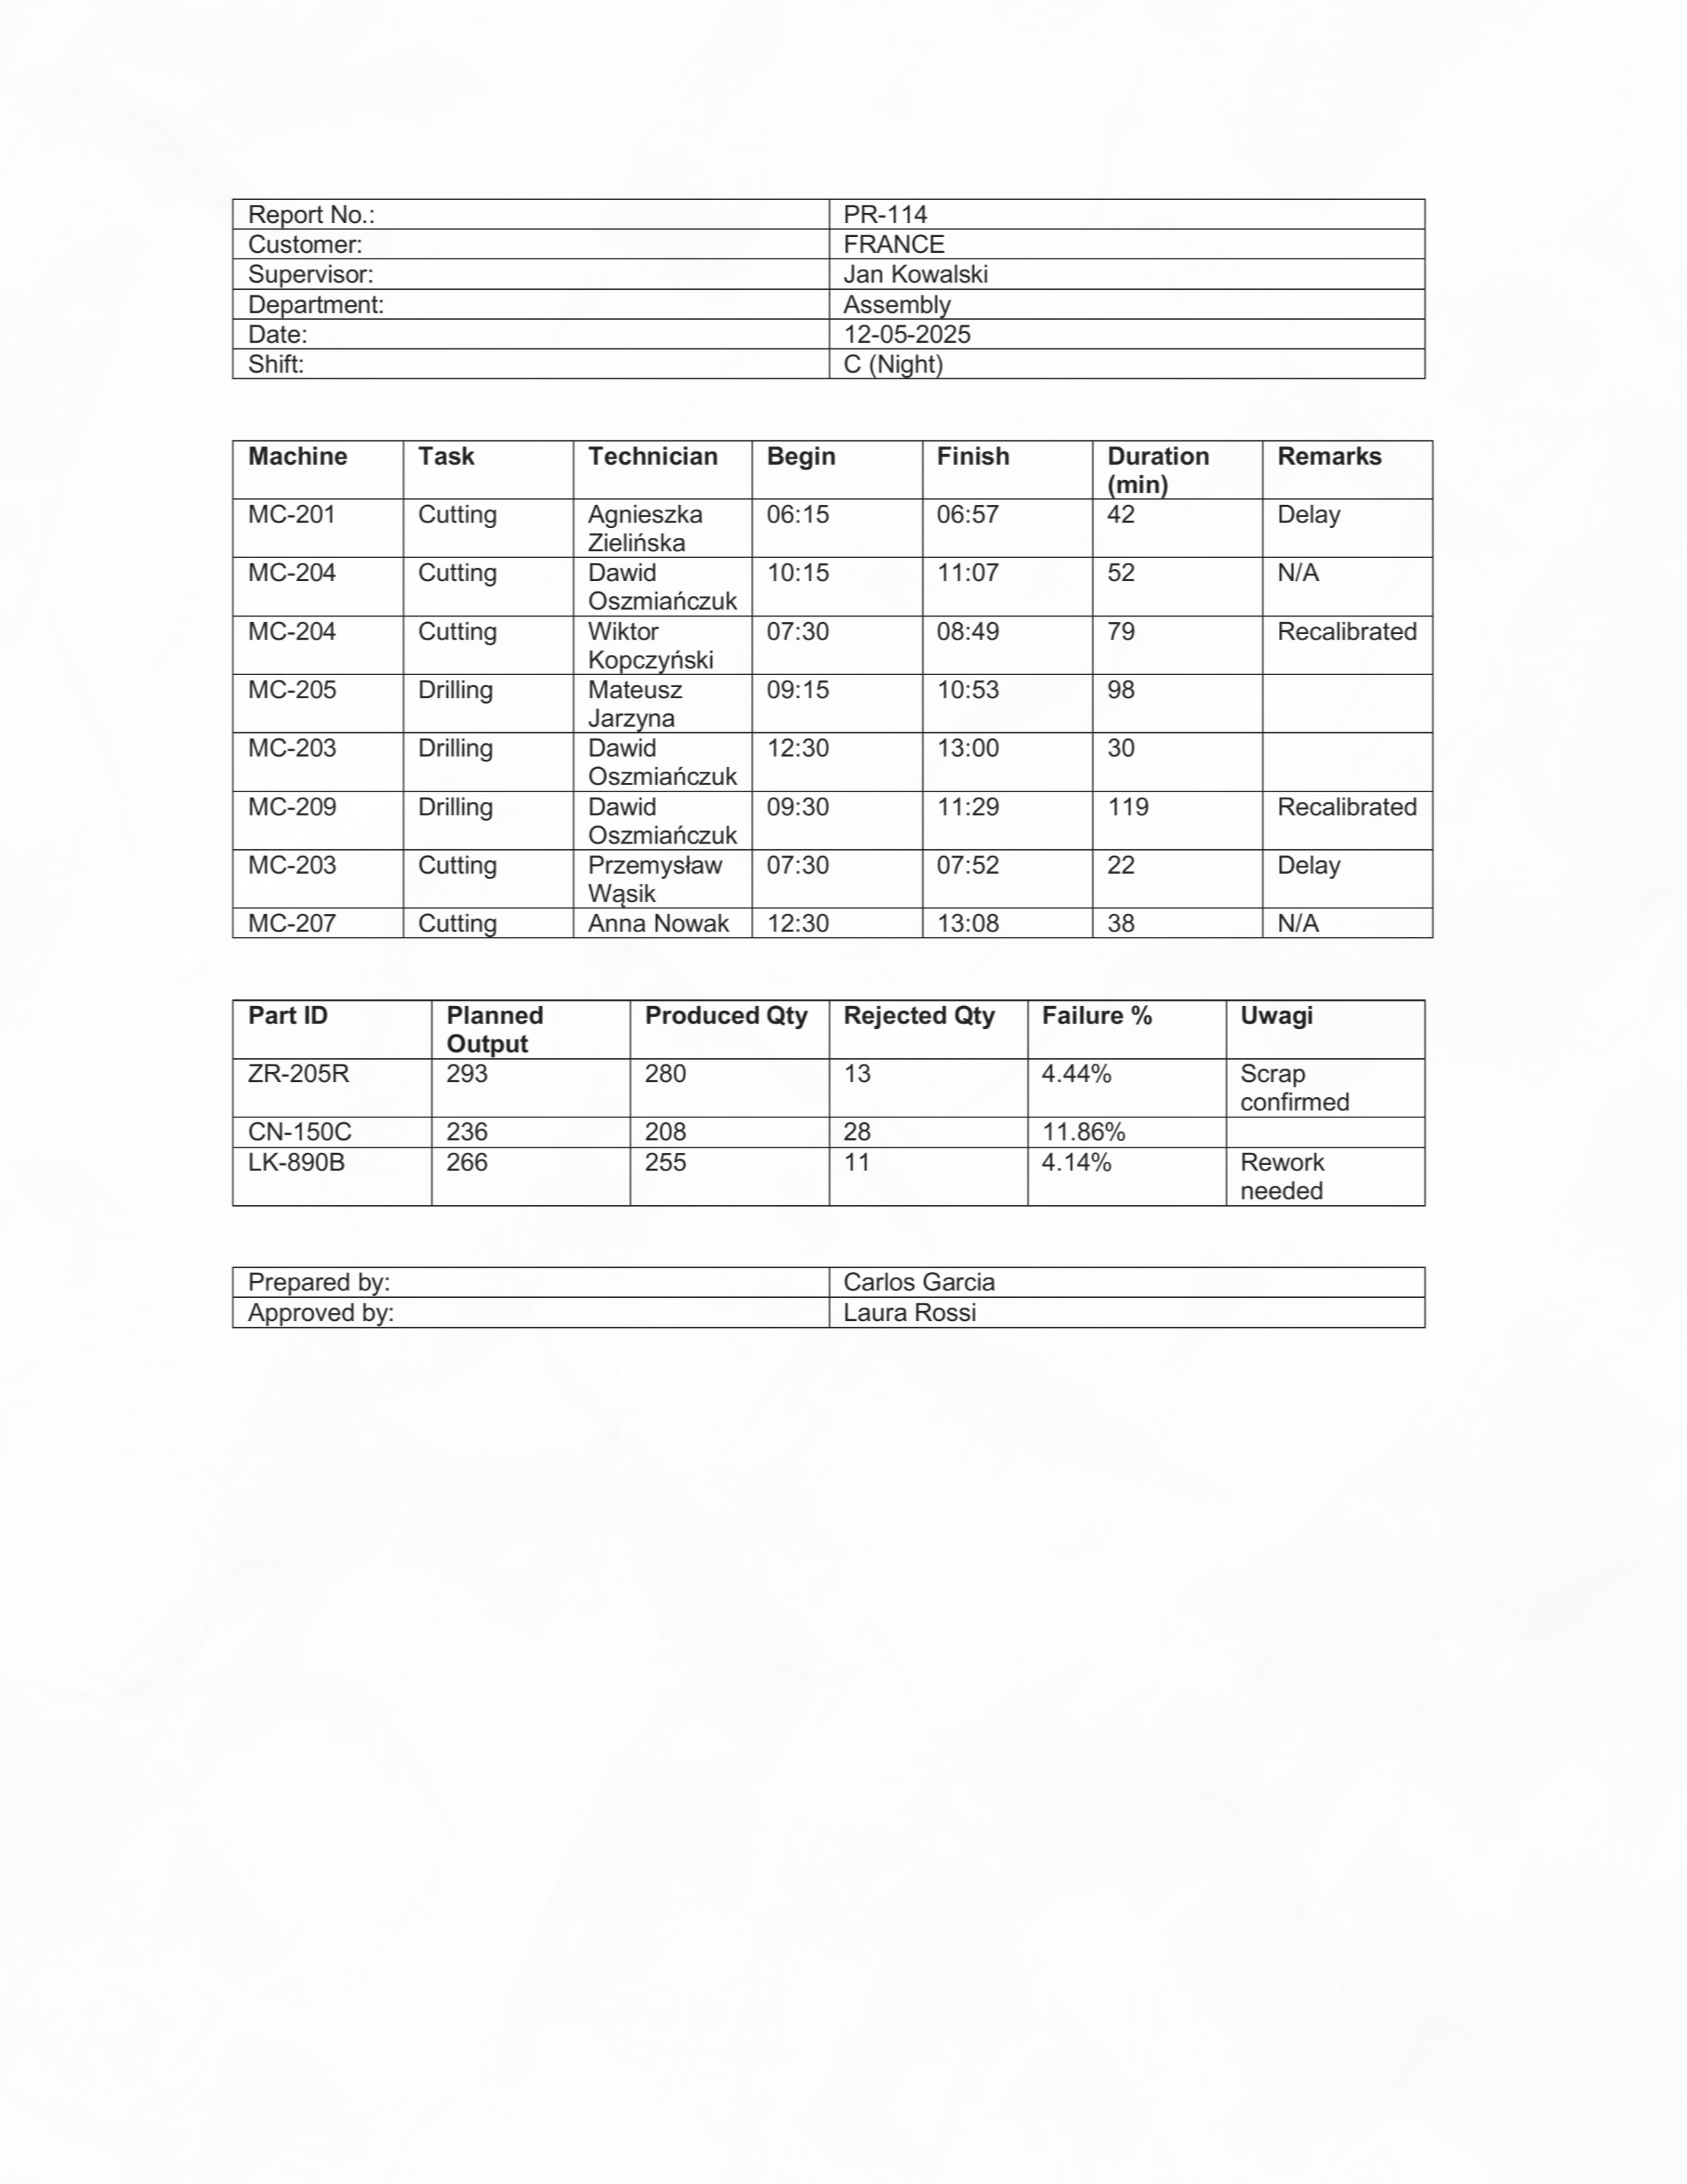 Report No.: PR-114
Customer: FRANCE
Supervisor: Jan Kowalski
Department: Assembly
Date: 12-05-2025
Shift: C (Night)
Machine Task Technician Begin Finish Duration (min) Remarks
MC-201 Cutting Agnieszka Zielińska 06:15 06:57 42 Delay
MC-204 Cutting Dawid Oszmiańczuk 10:15 11:07 52 N/A
MC-204 Cutting Wiktor Kopczyński 07:30 08:49 79 Recalibrated
MC-205 Drilling Mateusz Jarzyna 09:15 10:53 98
MC-203 Drilling Dawid Oszmiańczuk 12:30 13:00 30
MC-209 Drilling Dawid Oszmiańczuk 09:30 11:29 119 Recalibrated
MC-203 Cutting Przemysław Wąsik 07:30 07:52 22 Delay
MC-207 Cutting Anna Nowak 12:30 13:08 38 N/A
Part ID Planned Output Produced Qty Rejected Qty Failure % Uwagi
ZR-205R 293 280 13 4.44% Scrap confirmed
CN-150C 236 208 28 11.86%
LK-890B 266 255 11 4.14% Rework needed
Prepared by: Carlos Garcia
Approved by: Laura Rossi